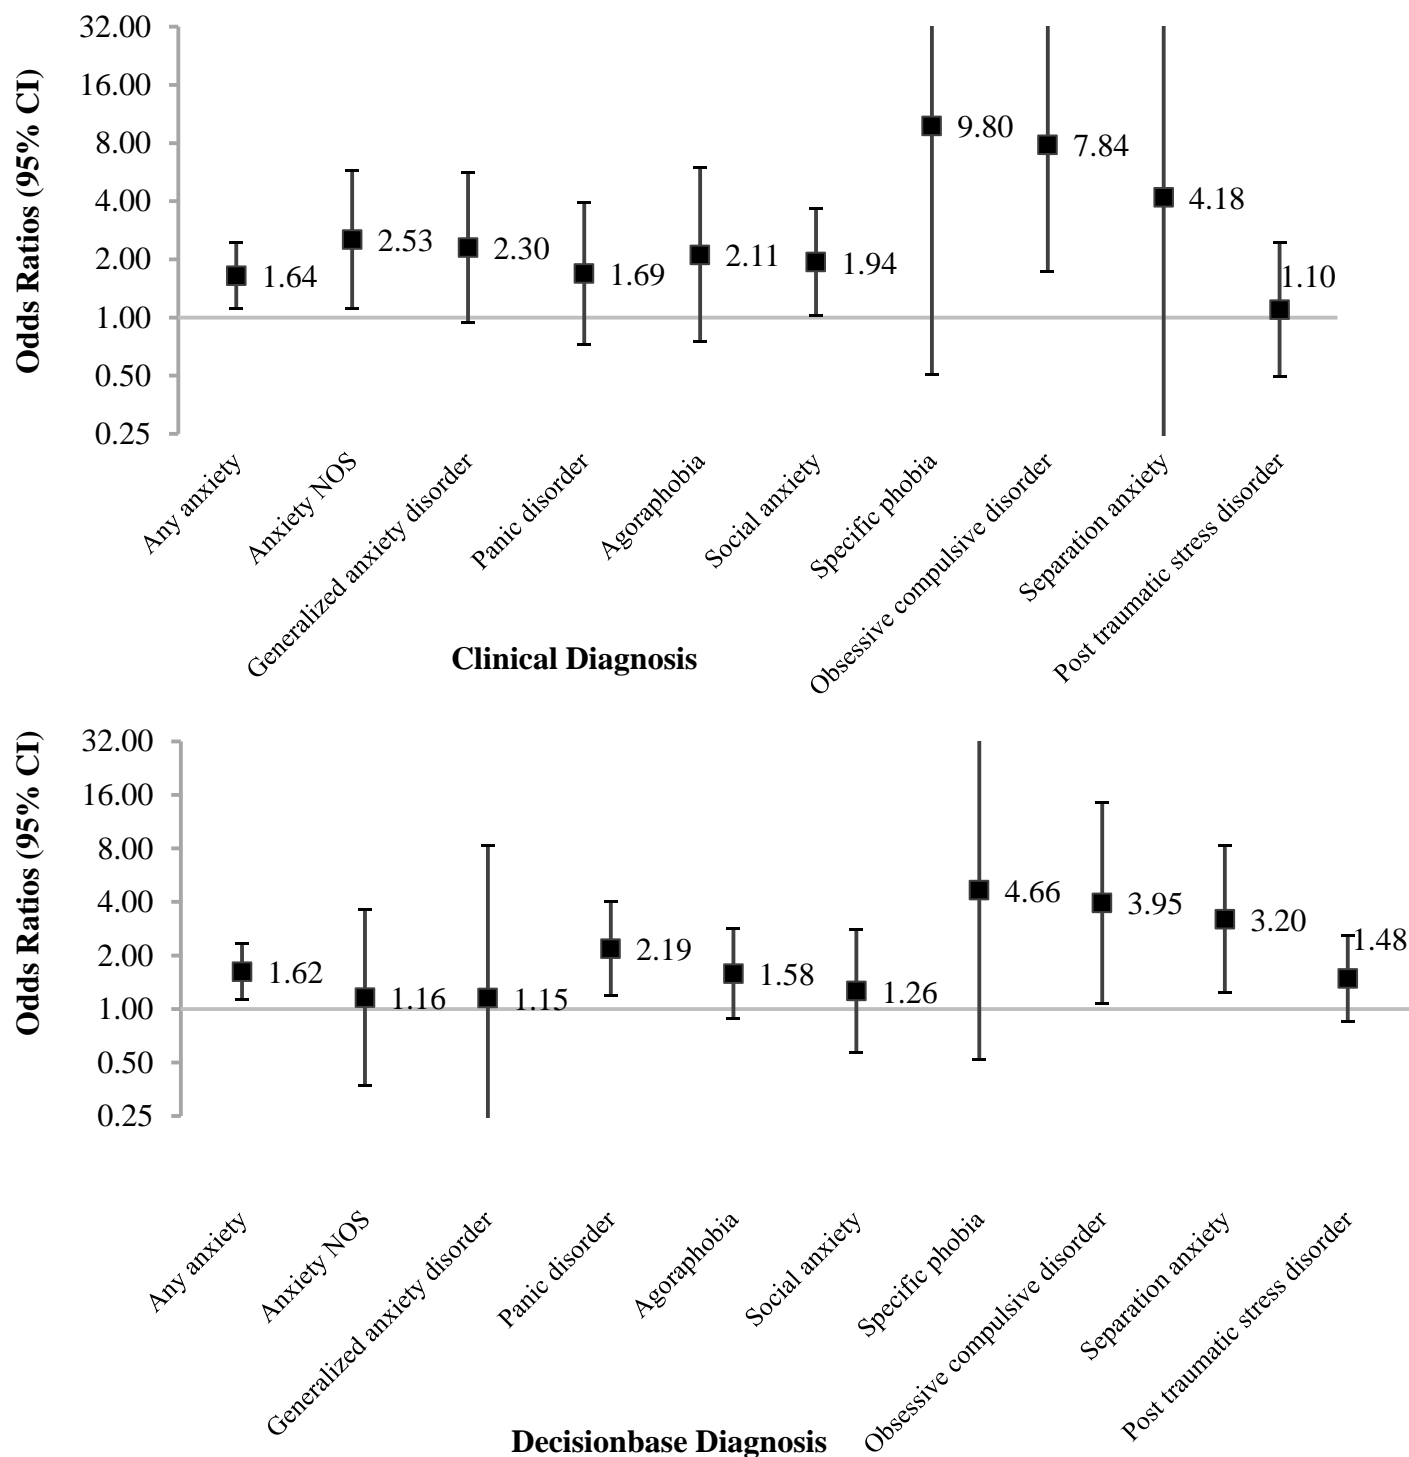 Odds Ratios (95% CI)
32.00
16.00
8.00
4.00
2.00
1.00
0.50
0.25
1.64
2.53
2.30
1.69
2.11
1.94
9.80
7.84
4.18
1.10
Any anxiety
Anxiety NOS
Generalized anxiety disorder
Panic disorder
Agoraphobia
Social anxiety
Specific phobia
Obsessive compulsive disorder
Separation anxiety
Post traumatic stress disorder
Clinical Diagnosis
Odds Ratios (95% CI)
32.00
16.00
8.00
4.00
2.00
1.00
0.50
0.25
1.62
1.16
1.15
2.19
1.58
1.26
4.66
3.95
3.20
1.48
Any anxiety
Anxiety NOS
Generalized anxiety disorder
Panic disorder
Agoraphobia
Social anxiety
Specific phobia
Obsessive compulsive disorder
Separation anxiety
Post traumatic stress disorder
Decisionbase Diagnosis